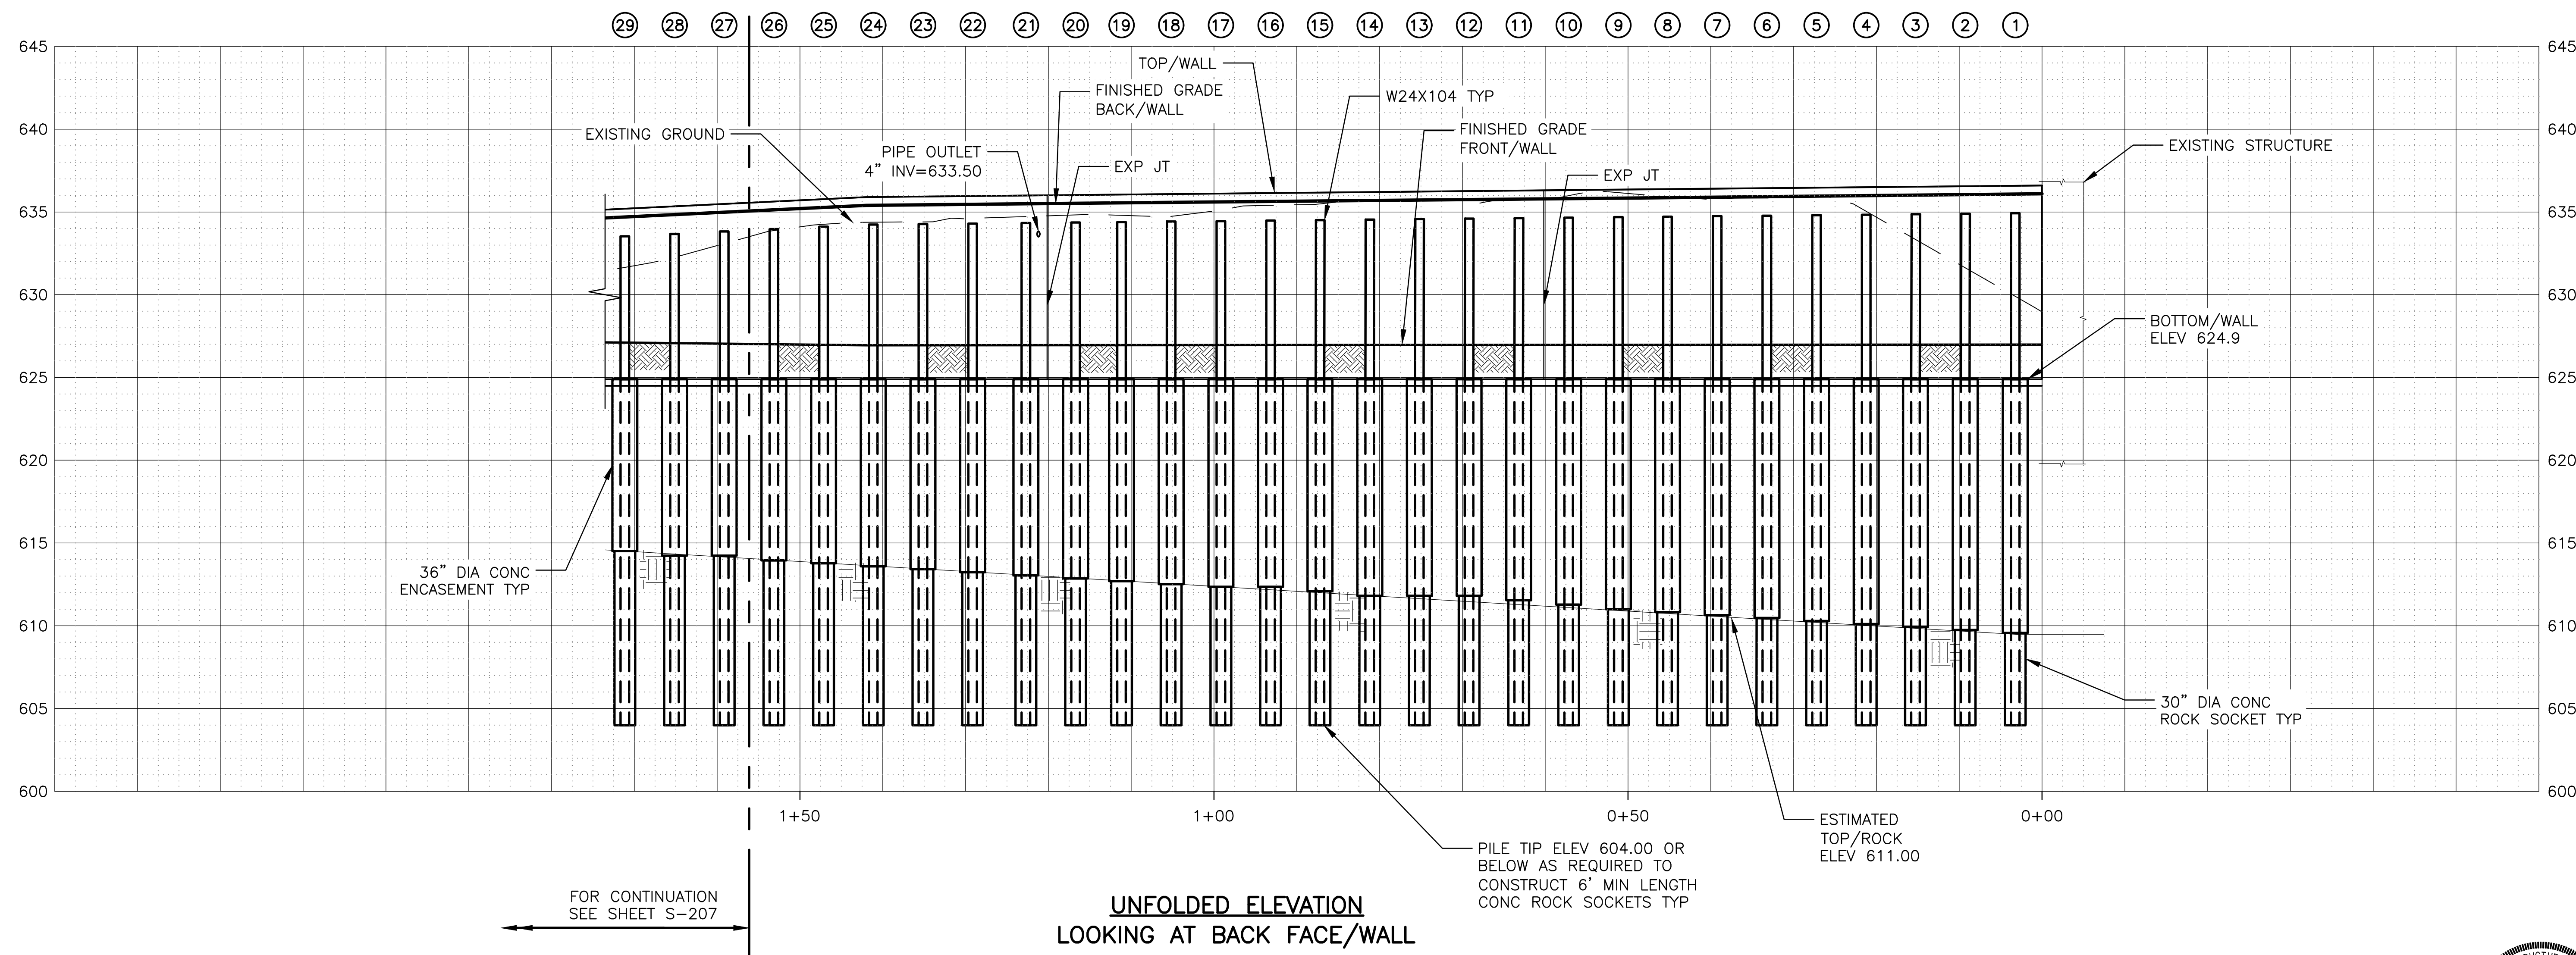 29 28 27 26 25 24 23 22 21 20 19 18 17 16 15 14 13 12 11 10 9 8 7 6 5 4 3 2 1
645 645
TOP/WALL
FINISHED GRADE
BACK/WALL
W24X104 TYP
640 640
EXISTING GROUND
FINISHED GRADE
FRONT/WALL
PIPE OUTLET
4" INV=633.50
EXP JT
EXP JT
EXISTING STRUCTURE
635 635
630 630
BOTTOM/WALL
ELEV 624.9
625 625
620 620
615 615
36" DIA CONC
ENCASEMENT TYP
610 610
30" DIA CONC
ROCK SOCKET TYP
605 605
600 600
1+50 1+00 0+50 0+00
ESTIMATED
TOP/ROCK
ELEV 611.00
PILE TIP ELEV 604.00 OR
BELOW AS REQUIRED TO
CONSTRUCT 6' MIN LENGTH
CONC ROCK SOCKETS TYP
FOR CONTINUATION
SEE SHEET S-207
UNFOLDED ELEVATION
LOOKING AT BACK FACE/WALL